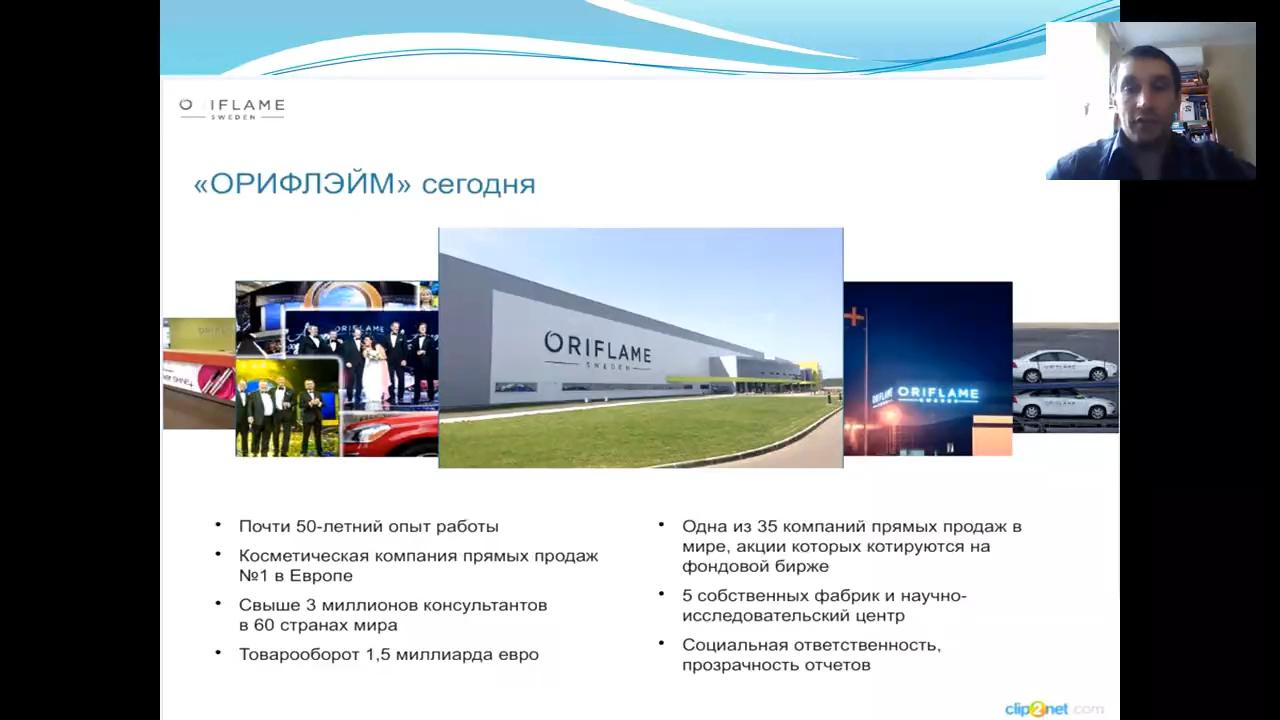 ORIFLAME
SWEDEN
«ОРИФЛЭЙМ» сегодня
ORIFLAME
ORIFLAME
SWEDEN
ORIFLAME
SWEDEN
Почти 50-летний опыт работы
Косметическая компания прямых продаж
№1 в Европе
Свыше 3 миллионов консультантов
в 60 странах мира
Товарооборот 1,5 миллиарда евро
Одна из 35 компаний прямых продаж в
мире, акции которых котируются на
фондовой бирже
5 собственных фабрик и научно-
исследовательский центр
Социальная ответственность,
прозрачность отчетов
clip2net.com